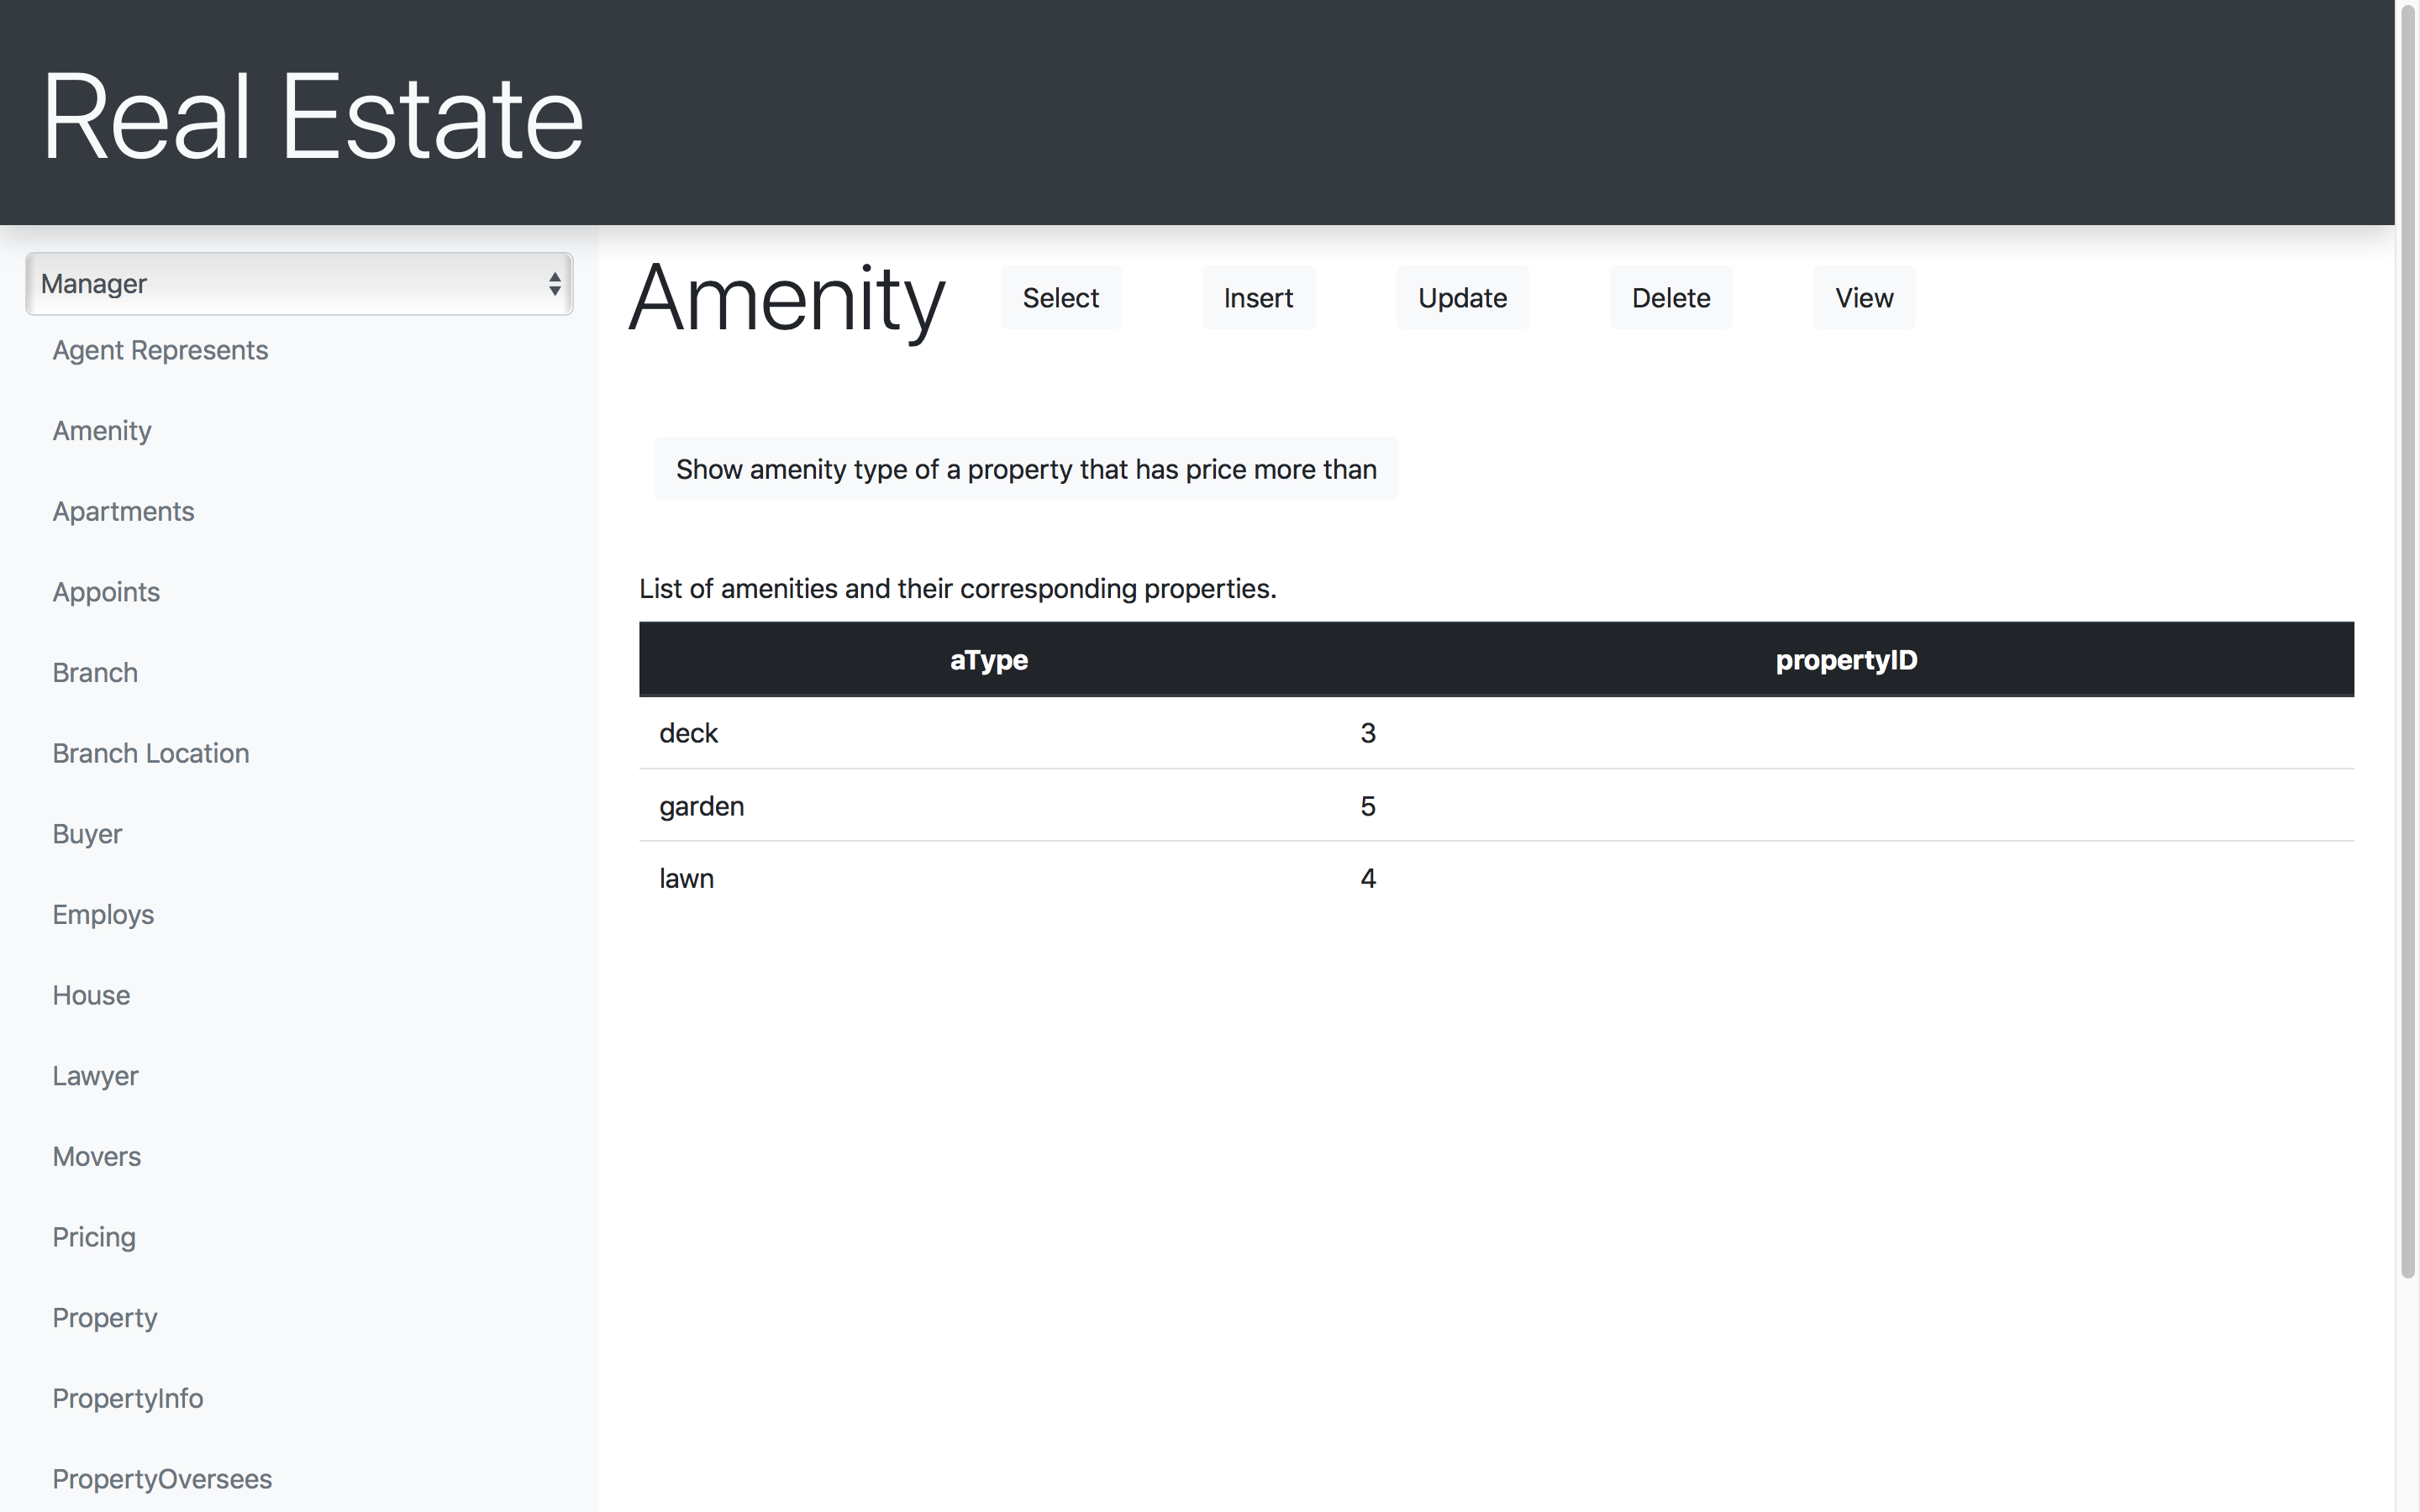 Real Estate
Manager
Agent Represents
Amenity
Apartments
Appoints
Branch
Branch Location
Buyer
Employs
House
Lawyer
Movers
Pricing
Property
PropertyInfo
PropertyOversees
Amenity Select Insert Update Delete View
Show amenity type of a property that has price more than
List of amenities and their corresponding properties.
aType propertyID
deck 3
garden 5
lawn 4